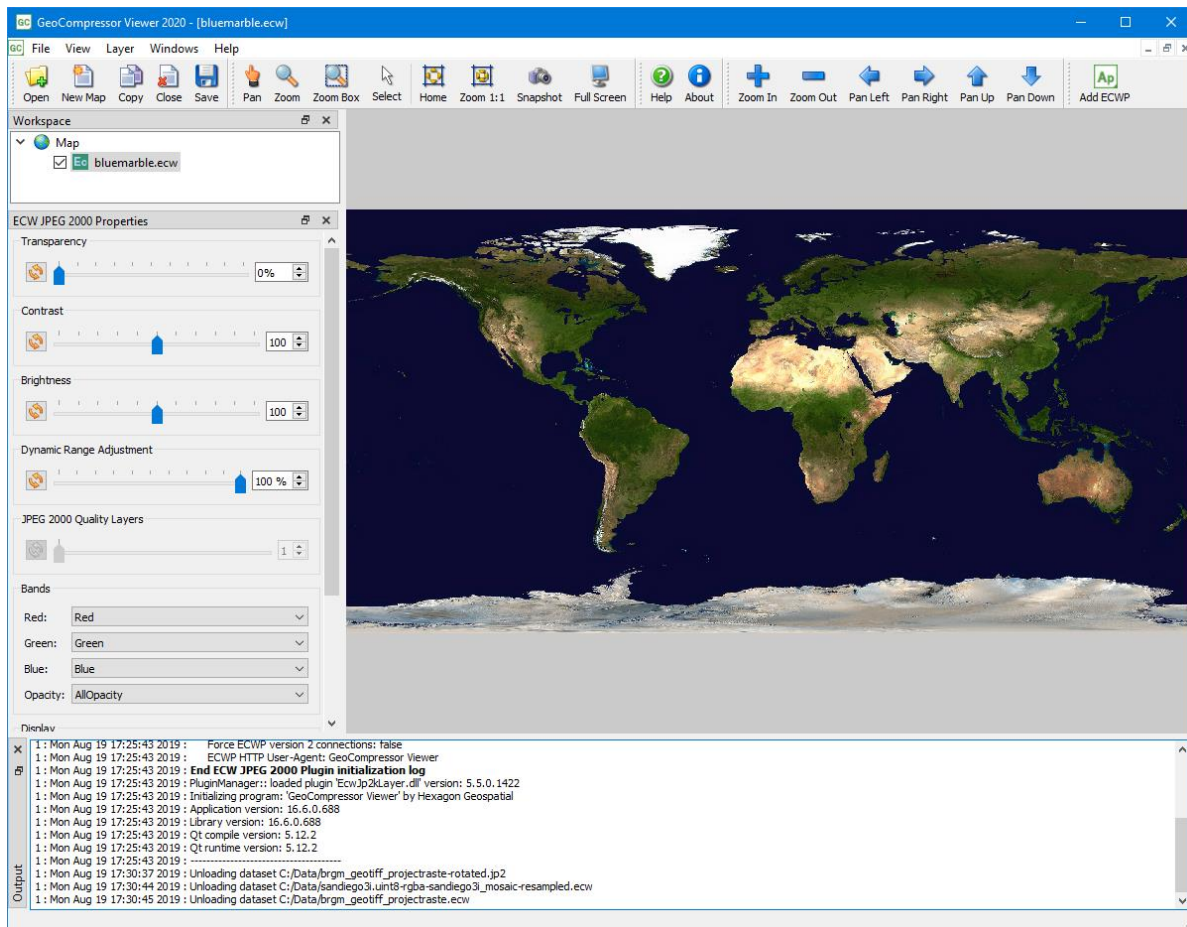 GC GeoCompressor Viewer 2020 - [bluemarble.ecw]
GC File View Layer Windows Help
Open New Map Copy Close Save Pan Zoom Zoom Box Select Home Zoom 1:1 Snapshot Full Screen Help About Zoom In Zoom Out Pan Left Pan Right Pan Up Pan Down Ap Add ECWP
Workspace
Map
Ec bluemarble.ecw
ECW JPEG 2000 Properties
Transparency
0%
Contrast
100
Brightness
100
Dynamic Range Adjustment
100 %
JPEG 2000 Quality Layers
1
Bands
Red: Red
Green: Green
Blue: Blue
Opacity: AllOpacity
Display
Output
1 : Mon Aug 19 17:25:43 2019 : Force ECWP version 2 connections: false
1 : Mon Aug 19 17:25:43 2019 : ECWP HTTP User-Agent: GeoCompressor Viewer
1 : Mon Aug 19 17:25:43 2019 : End ECW JPEG 2000 Plugin initialization log
1 : Mon Aug 19 17:25:43 2019 : PluginManager:: loaded plugin 'EcwJp2kLayer.dll' version: 5.5.0.1422
1 : Mon Aug 19 17:25:43 2019 : Initializing program: 'GeoCompressor Viewer' by Hexagon Geospatial
1 : Mon Aug 19 17:25:43 2019 : Application version: 16.6.0.688
1 : Mon Aug 19 17:25:43 2019 : Library version: 16.6.0.688
1 : Mon Aug 19 17:25:43 2019 : Qt compile version: 5.12.2
1 : Mon Aug 19 17:25:43 2019 : Qt runtime version: 5.12.2
1 : Mon Aug 19 17:25:43 2019 : --------------------------------------
1 : Mon Aug 19 17:30:37 2019 : Unloading dataset C:/Data/brgm_geotiff_projectraste-rotated.jp2
1 : Mon Aug 19 17:30:44 2019 : Unloading dataset C:/Data/sandiego3i.uint8-rgba-sandiego3i_mosaic-resampled.ecw
1 : Mon Aug 19 17:30:45 2019 : Unloading dataset C:/Data/brgm_geotiff_projectraste.ecw